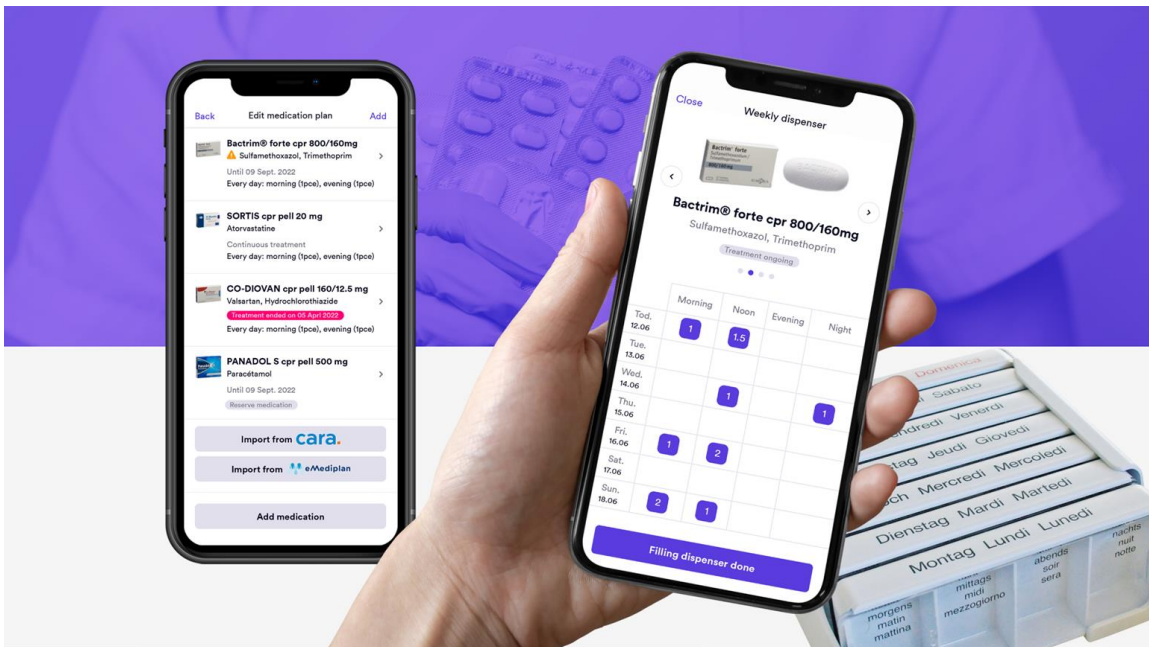 Back Edit medication plan Add
Bactrim® forte cpr 800/160mg
Sulfamethoxazol, Trimethoprim
Until 09 Sept. 2022
Every day: morning (1pce), evening (1pce)
SORTIS cpr pell 20 mg
Atorvastatine
Continuous treatment
Every day: morning (1pce), evening (1pce)
CO-DIOVAN cpr pell 160/12.5 mg
Valsartan, Hydrochlorothiazide
Treatment ended on 05 April 2022
Every day: morning (1pce), evening (1pce)
PANADOL S cpr pell 500 mg
Paracétamol
Until 09 Sept. 2022
Reserve medication
Import from cara.
Import from eMediplan
Add medication
Close Weekly dispenser
Bactrim® forte
Sulfamethoxazolum/
Trimethoprimum
800/160 mg
Bactrim® forte cpr 800/160mg
Sulfamethoxazol, Trimethoprim
Treatment ongoing
Morning Noon Evening Night
Tod.
12.06 1 1.5
Tue.
13.06
Wed.
14.06 1 1
Thu.
15.06
Fri.
16.06 1 2
Sat.
17.06
Sun.
18.06 2 1
Filling dispenser done
Domenica
Sabato
Venerdi
Jeudi Giovedi
Mercredi Mercoledi
Dienstag Mardi Martedi
Montag Lundi Lunedi
morgens
matin
mattina
mittags
midi
mezzogiorno
abends
soir
sera
nachts
nuit
notte